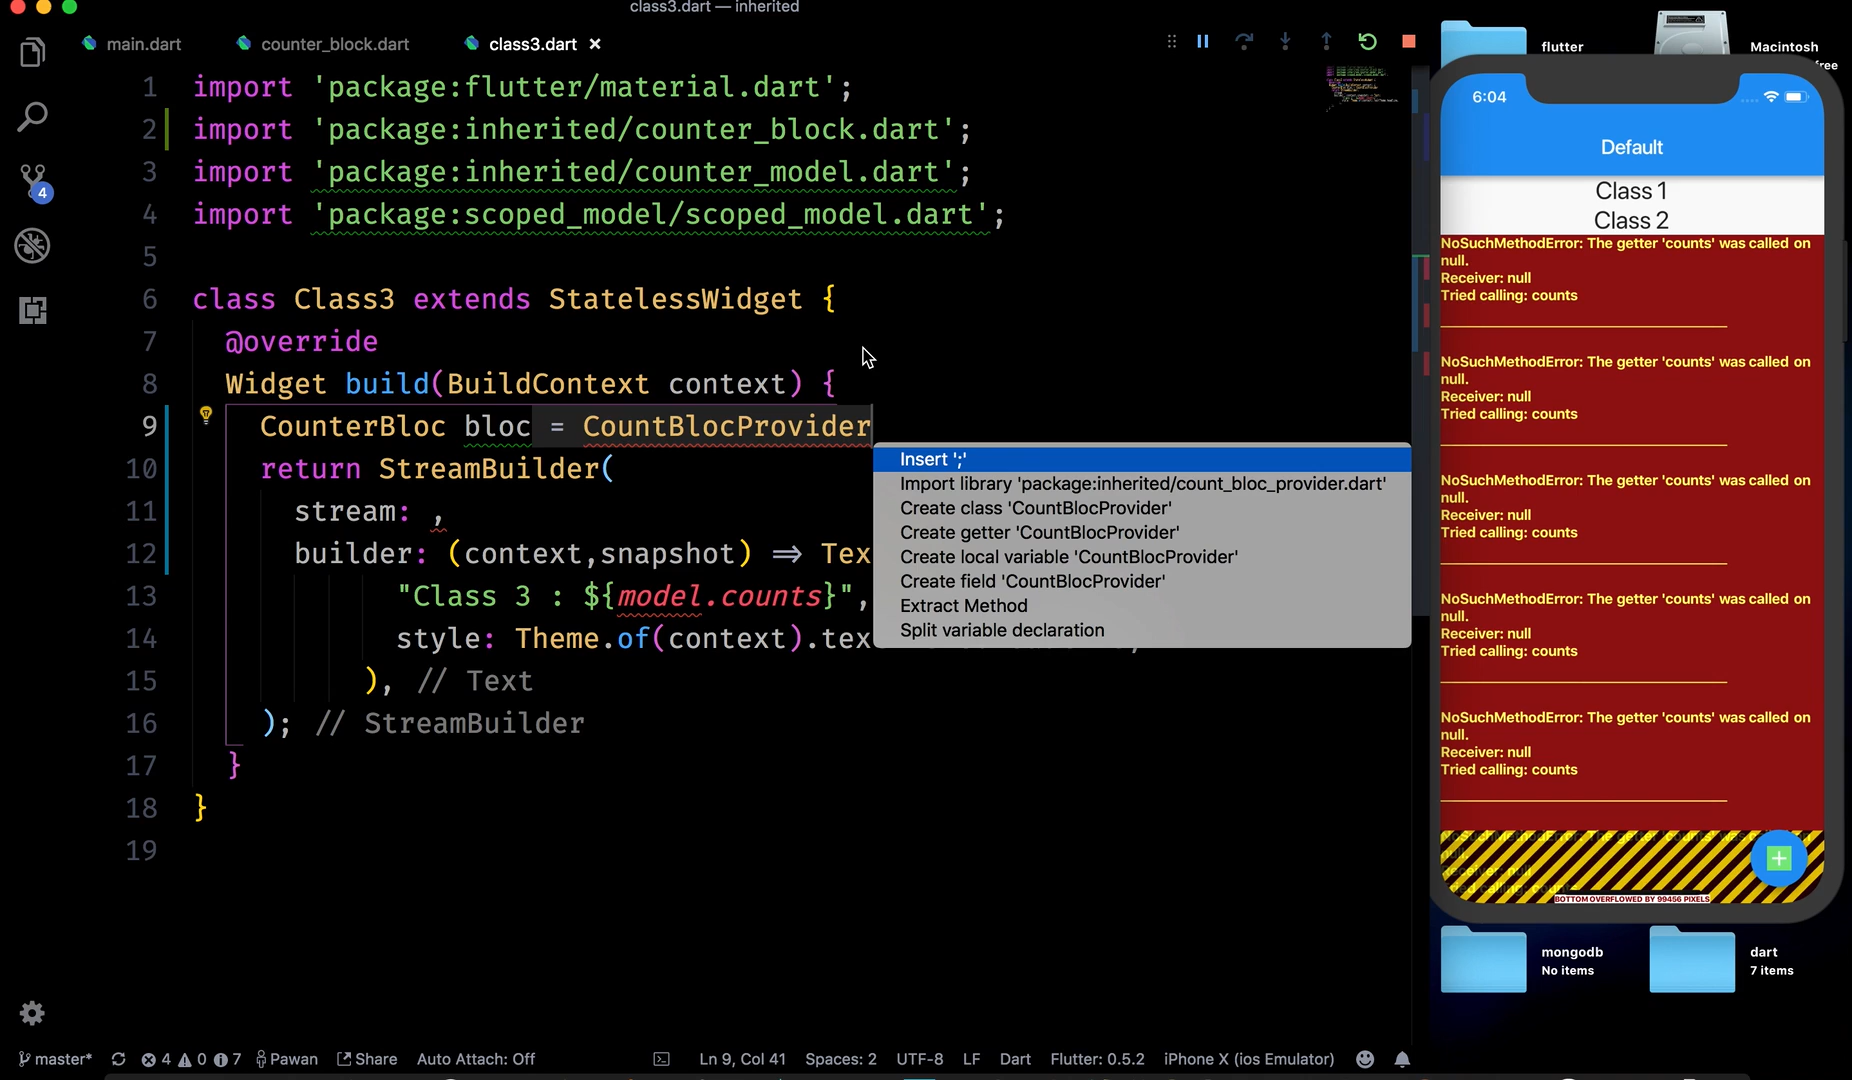 class3.dart — inherited
main.dart
counter_block.dart
class3.dart
1 import 'package:flutter/material.dart';
2 import 'package:inherited/counter_block.dart';
3 import 'package:inherited/counter_model.dart';
4 import 'package:scoped_model/scoped_model.dart';
5
6 class Class3 extends StatelessWidget {
7 @override
8 Widget build(BuildContext context) {
9 CounterBloc bloc = CountBlocProvider
10 return StreamBuilder(
11 stream: ,
12 builder: (context,snapshot) ⇒ Tex
13 "Class 3 : ${model.counts}",
14 style: Theme.of(context).tex
15 ), // Text
16 ); // StreamBuilder
17 }
18 }
19
Insert ';'
Import library 'package:inherited/count_bloc_provider.dart'
Create class 'CountBlocProvider'
Create getter 'CountBlocProvider'
Create local variable 'CountBlocProvider'
Create field 'CountBlocProvider'
Extract Method
Split variable declaration
4
master*
4
0
7
Pawan
Share
Auto Attach: Off
Ln 9, Col 41
Spaces: 2
UTF-8
LF
Dart
Flutter: 0.5.2
iPhone X (ios Emulator)
flutter
Macintosh
free
6:04
Default
Class 1
Class 2
NoSuchMethodError: The getter 'counts' was called on
null.
Receiver: null
Tried calling: counts
NoSuchMethodError: The getter 'counts' was called on
null.
Receiver: null
Tried calling: counts
NoSuchMethodError: The getter 'counts' was called on
null.
Receiver: null
Tried calling: counts
NoSuchMethodError: The getter 'counts' was called on
null.
Receiver: null
Tried calling: counts
NoSuchMethodError: The getter 'counts' was called on
null.
Receiver: null
Tried calling: counts
BOTTOM OVERFLOWED BY 99456 PIXELS
mongodb
No items
dart
7 items